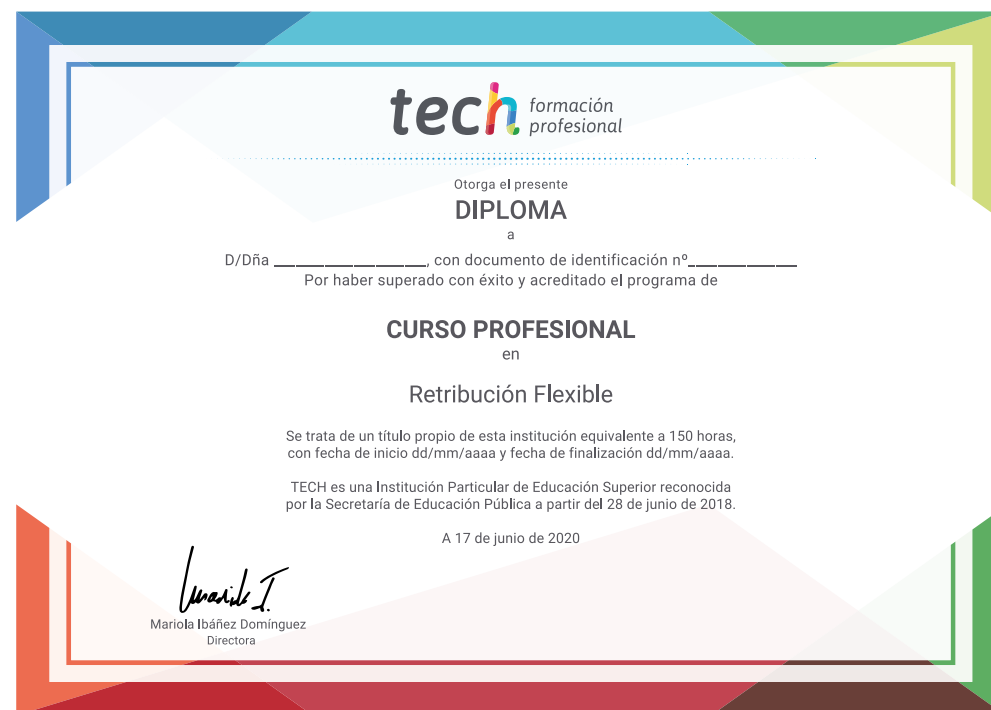 tech formación
profesional
Otorga el presente
DIPLOMA
a
D/Dña ____________________, con documento de identificación nº______________
Por haber superado con éxito y acreditado el programa de
CURSO PROFESIONAL
en
Retribución Flexible
Se trata de un título propio de esta institución equivalente a 150 horas,
con fecha de inicio dd/mm/aaaa y fecha de finalización dd/mm/aaaa.
TECH es una Institución Particular de Educación Superior reconocida
por la Secretaría de Educación Pública a partir del 28 de junio de 2018.
A 17 de junio de 2020
Mariola Ibáñez Domínguez
Directora